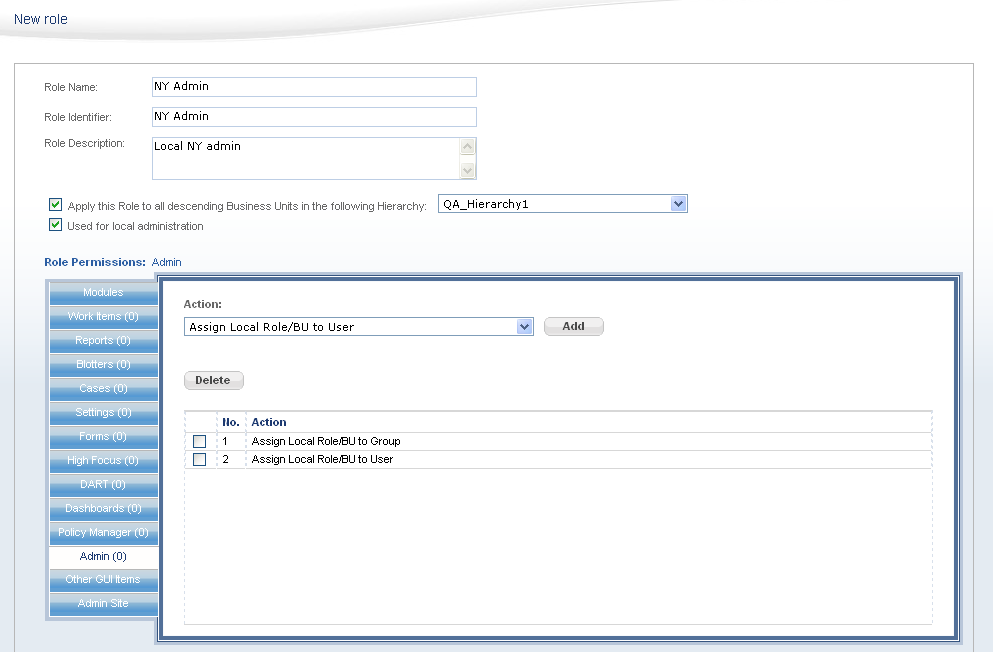 New role
Role Name: NY Admin
Role Identifier: NY Admin
Role Description: Local NY admin
Apply this Role to all descending Business Units in the following Hierarchy: QA_Hierarchy1
Used for local administration
Role Permissions: Admin
Modules
Work Items (0)
Reports (0)
Blotters (0)
Cases (0)
Settings (0)
Forms (0)
High Focus (0)
DART (0)
Dashboards (0)
Policy Manager (0)
Admin (0)
Other GUI Items
Admin Site
Action:
Assign Local Role/BU to User Add
Delete
No. Action
1 Assign Local Role/BU to Group
2 Assign Local Role/BU to User